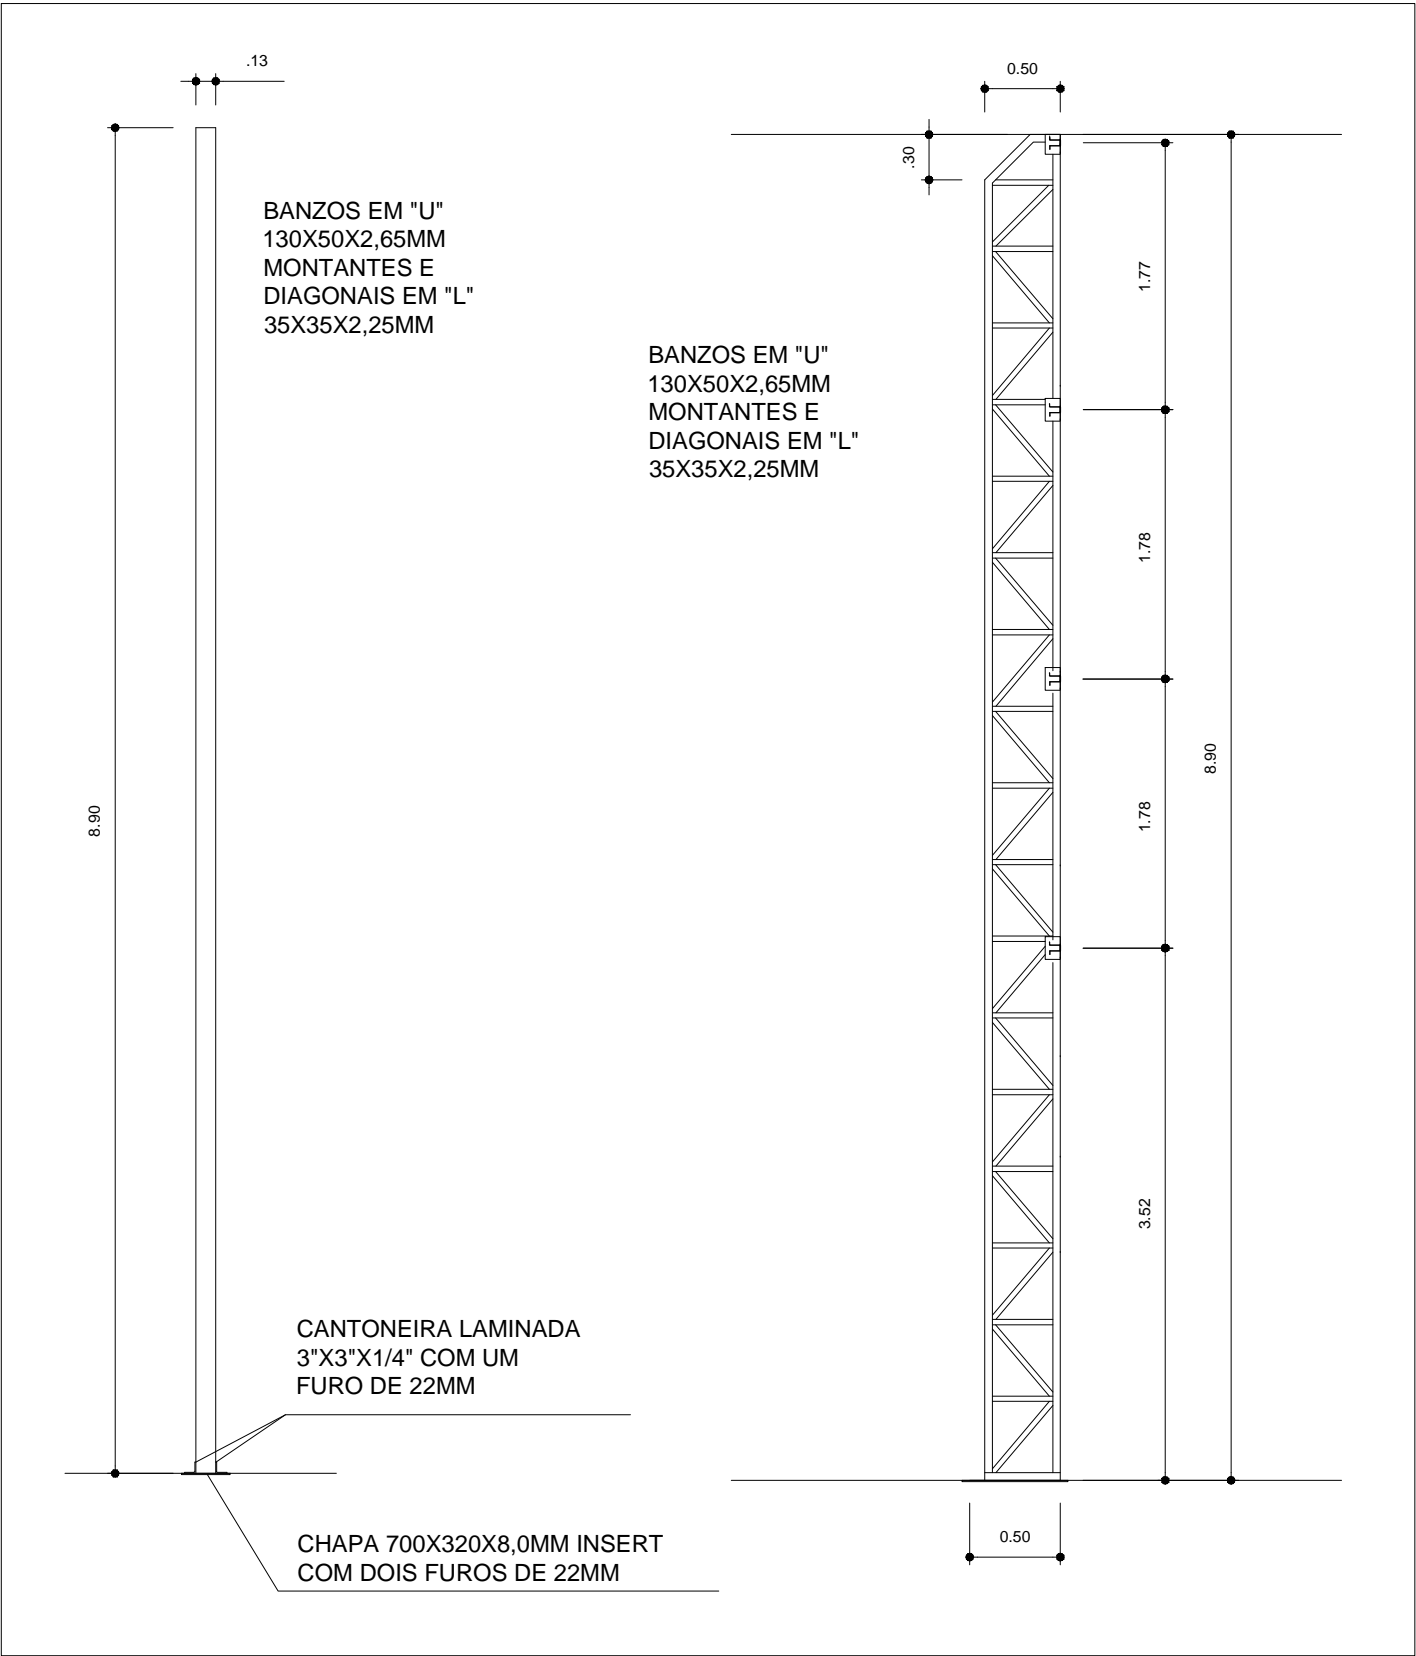 .13
0.50
.30
BANZOS EM "U"
130X50X2,65MM
MONTANTES E
DIAGONAIS EM "L"
35X35X2,25MM
1.77
BANZOS EM "U"
130X50X2,65MM
MONTANTES E
DIAGONAIS EM "L"
35X35X2,25MM
1.78
8.90
8.90
1.78
3.52
CANTONEIRA LAMINADA
3"X3"X1/4" COM UM
FURO DE 22MM
CHAPA 700X320X8,0MM INSERT
COM DOIS FUROS DE 22MM
0.50